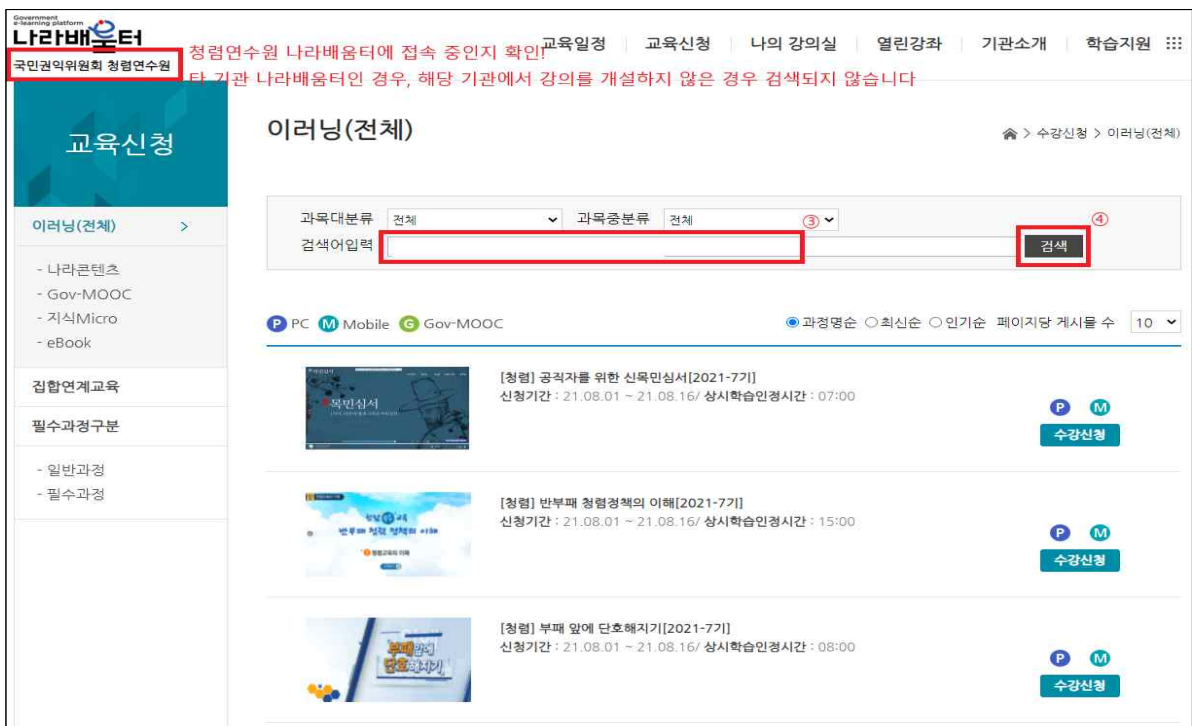 Government
e-learning platform
나라배움터
국민권익위원회 청렴연수원
청렴연수원 나라배움터에 접속 중인지 확인!
타 기관 나라배움터인 경우, 해당 기관에서 강의를 개설하지 않은 경우 검색되지 않습니다
교육일정 교육신청 나의 강의실 열린강좌 기관소개 학습지원
교육신청
이러닝(전체) >
- 나라콘텐츠
- Gov-MOOC
- 지식Micro
- eBook
집합연계교육
필수과정구분
- 일반과정
- 필수과정
이러닝(전체)
> 수강신청 > 이러닝(전체)
과목대분류 전체 과목중분류 전체 ③ ④
검색어입력 검색
P PC M Mobile G Gov-MOOC
과정명순 최신순 인기순 페이지당 게시물 수 10
목민심서
[청렴] 공직자를 위한 신목민심서[2021-7기]
신청기간 : 21.08.01 ~ 21.08.16/ 상시학습인정시간 : 07:00
P M
수강신청
반부패 청렴 정책의 이해
[청렴] 반부패 청렴정책의 이해[2021-7기]
신청기간 : 21.08.01 ~ 21.08.16/ 상시학습인정시간 : 15:00
P M
수강신청
부패앞에
단호해지기
[청렴] 부패 앞에 단호해지기[2021-7기]
신청기간 : 21.08.01 ~ 21.08.16/ 상시학습인정시간 : 08:00
P M
수강신청